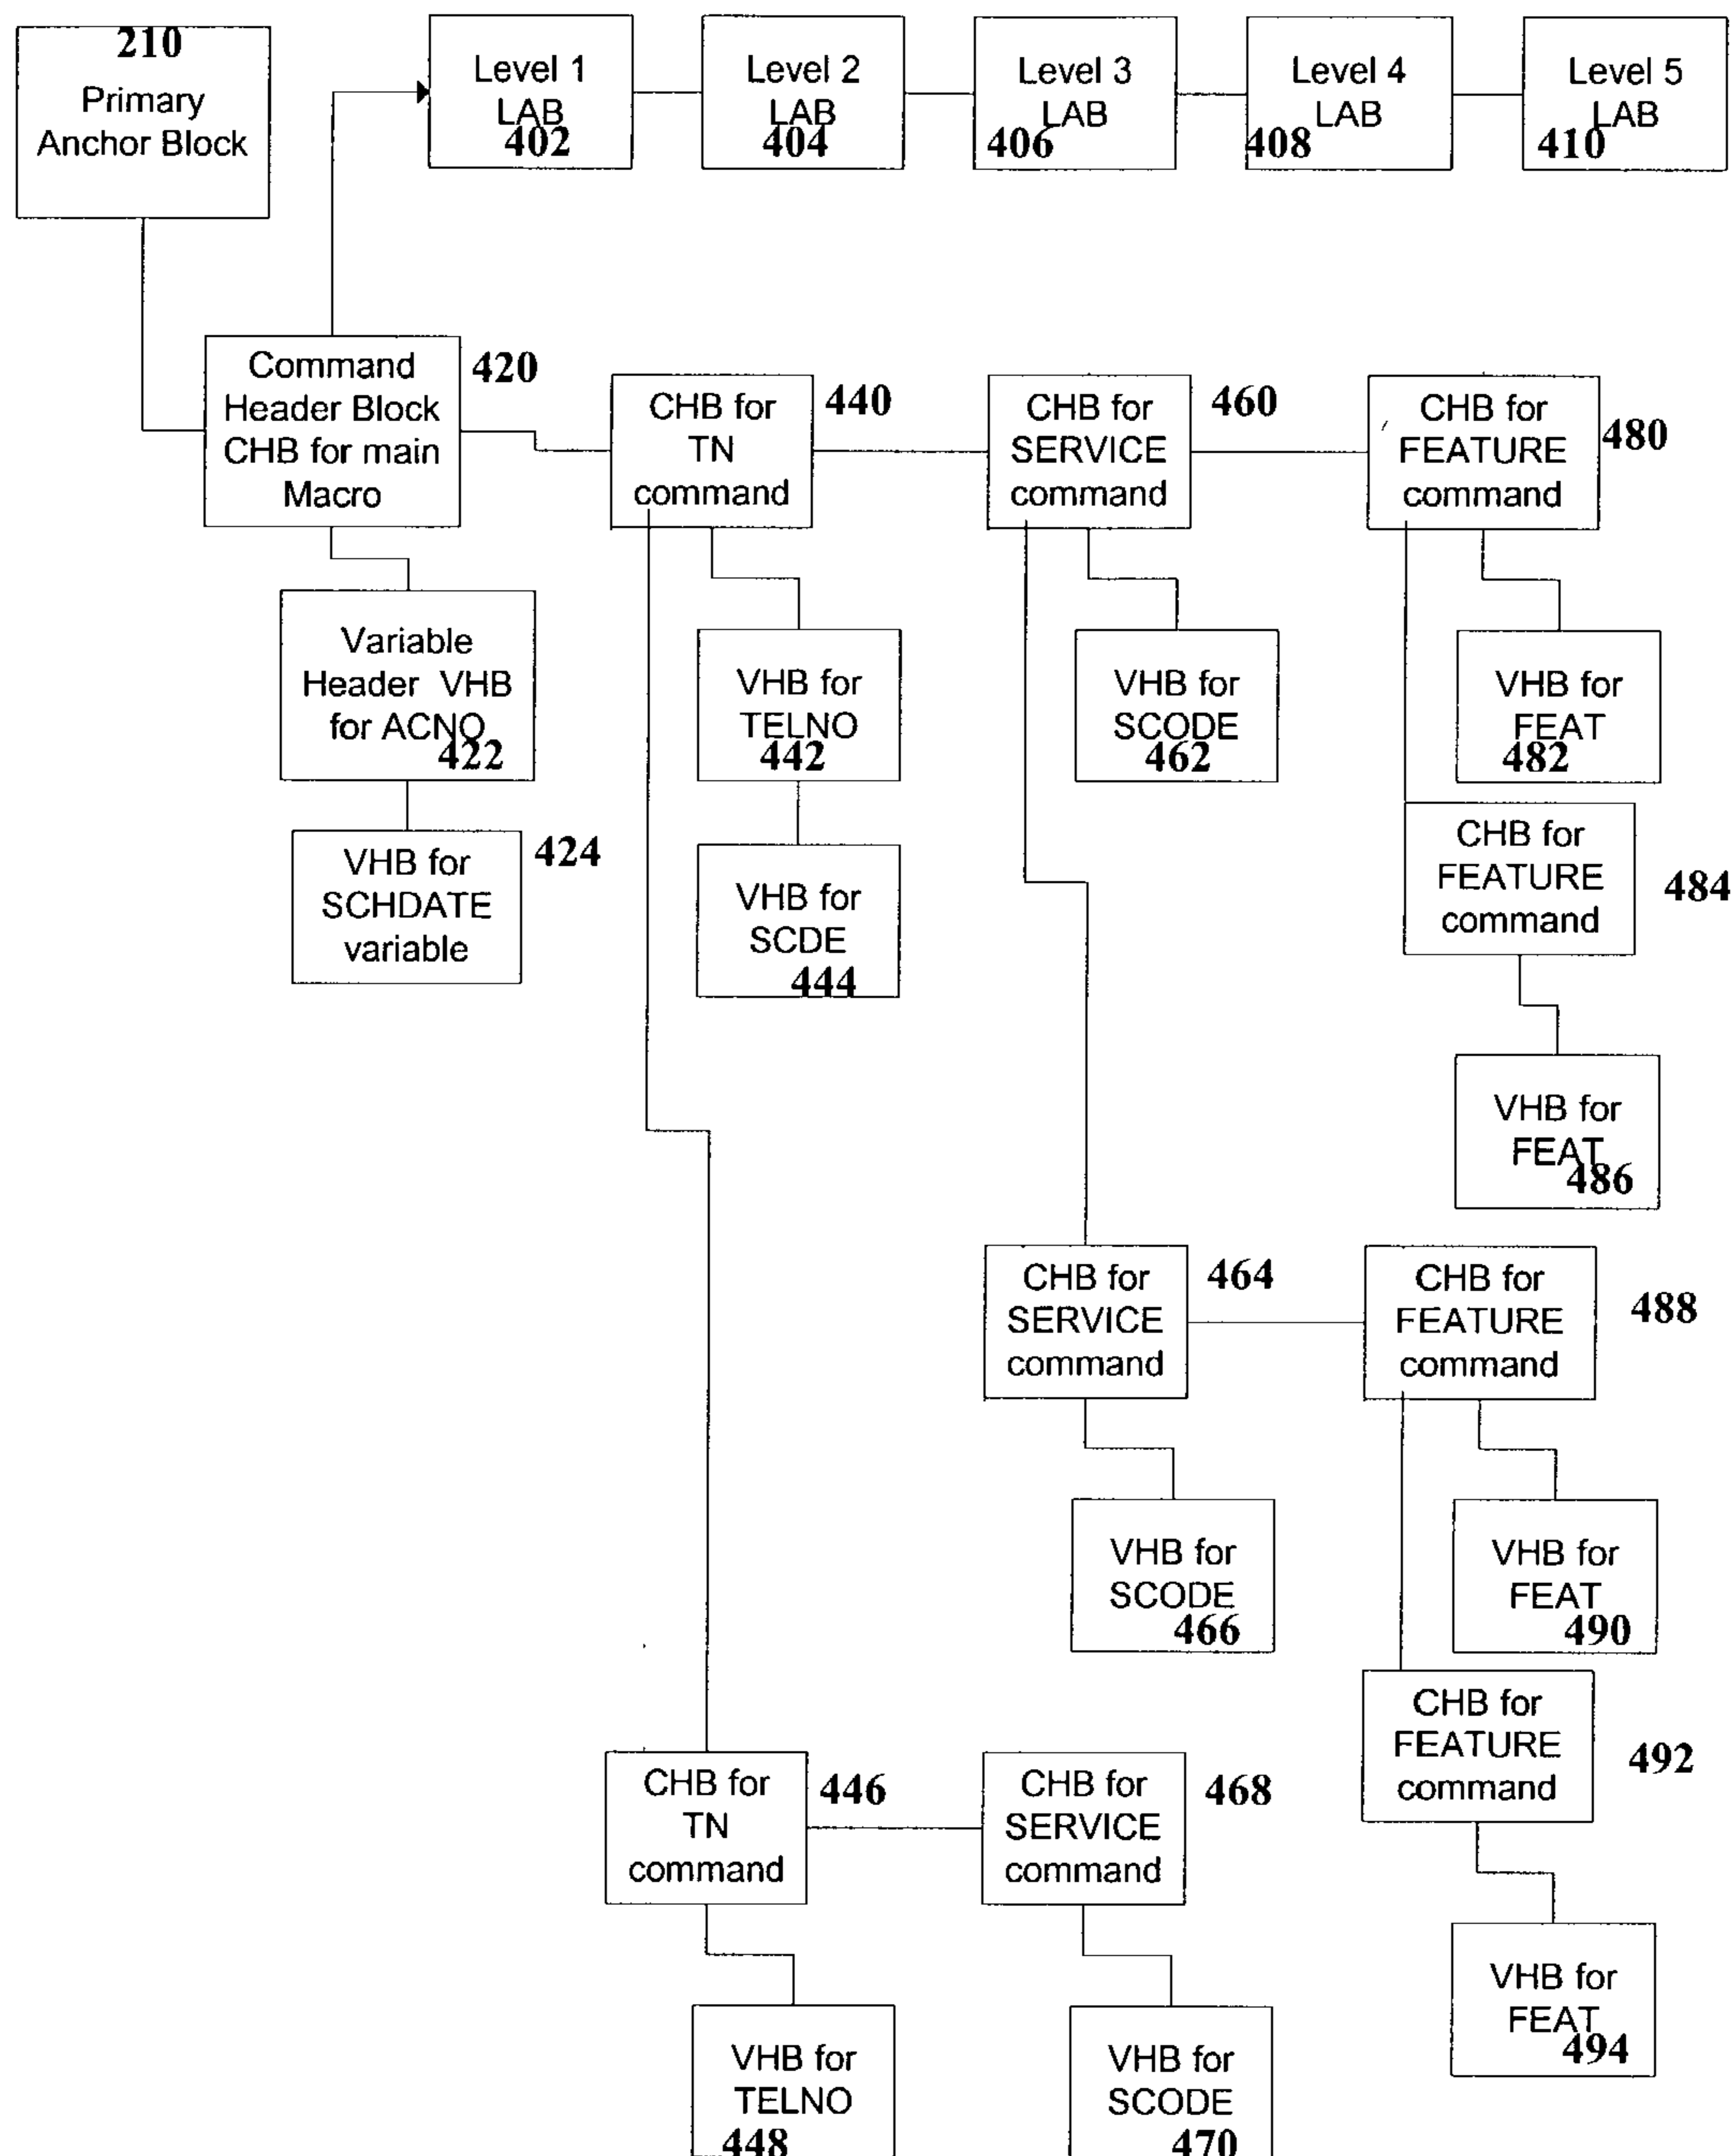 210
Primary
Anchor Block
Level 1
LAB
402
Level 2
LAB
404
Level 3
LAB
406
Level 4
LAB
408
Level 5
LAB
410
Command
Header Block
CHB for main
Macro
420
CHB for
TN
command
440
CHB for
SERVICE
command
460
CHB for
FEATURE
command
480
Variable
Header VHB
for ACNO
422
VHB for
TELNO
442
VHB for
SCODE
462
VHB for
FEAT
482
VHB for
SCHDATE
variable
424
VHB for
SCDE
444
CHB for
FEATURE
command
484
VHB for
FEAT
486
CHB for
SERVICE
command
464
CHB for
FEATURE
command
488
VHB for
SCODE
466
VHB for
FEAT
490
CHB for
FEATURE
command
492
CHB for
TN
command
446
CHB for
SERVICE
command
468
VHB for
FEAT
494
VHB for
TELNO
448
VHB for
SCODE
470